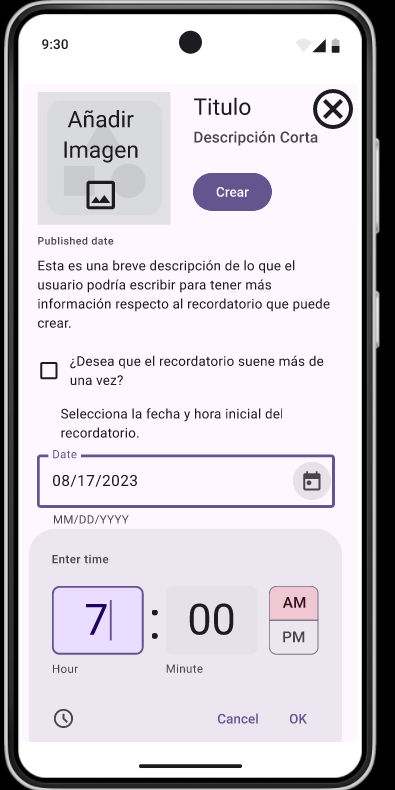 9:30
Añadir
Imagen
Titulo
Descripción Corta
Crear
Published date
Esta es una breve descripción de lo que el
usuario podría escribir para tener más
información respecto al recordatorio que puede
crear.
¿Desea que el recordatorio suene más de
una vez?
Selecciona la fecha y hora inicial del
recordatorio.
Date
08/17/2023
MM/DD/YYYY
Enter time
7 : 00
AM
PM
Hour Minute
Cancel OK